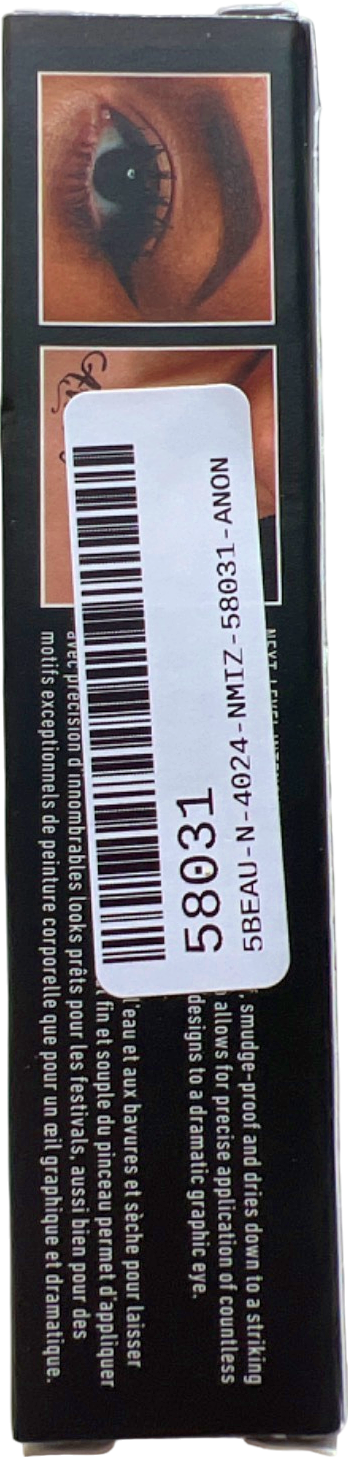 58031
5BEAU-N-4024-NMIZ-58031-ANON
NEXT LEVEL
, smudge-proof and dries down to a striking
allows for precise application of countless
designs to a dramatic graphic eye.
l'eau et aux bavures et sèche pour laisser
fin et souple du pinceau permet d'appliquer
avec précision d'innombrables looks prêts pour les festivals, aussi bien pour des
motifs exceptionnels de peinture corporelle que pour un œil graphique et dramatique.